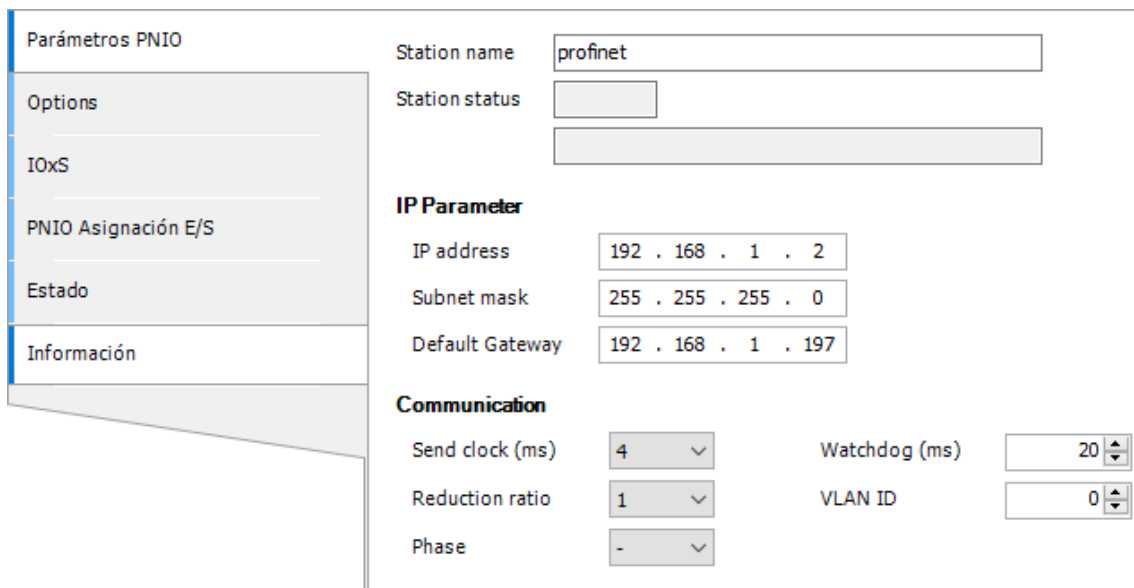 Parámetros PNIO
Options
IOxS
PNIO Asignación E/S
Estado
Información
Station name profinet
Station status
IP Parameter
IP address 192 . 168 . 1 . 2
Subnet mask 255 . 255 . 255 . 0
Default Gateway 192 . 168 . 1 . 197
Communication
Send clock (ms) 4 Watchdog (ms) 20
Reduction ratio 1 VLAN ID 0
Phase -